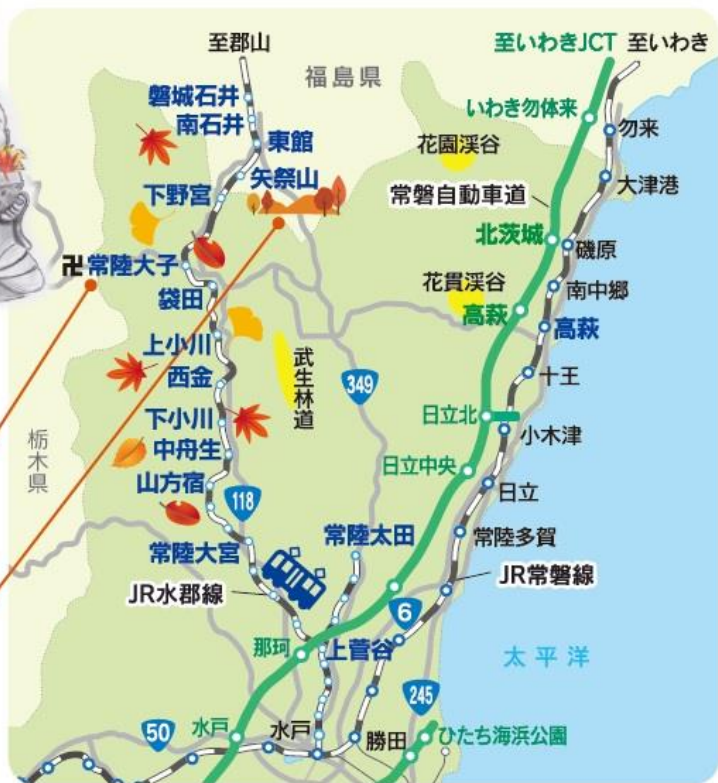 至郡山
至いわきJCT
至いわき
福島県
磐城石井
いわき勿体来
南石井
勿来
東館
花園渓谷
矢祭山
大津港
下野宮
常磐自動車道
北茨城
磯原
卍常陸大子
花貫渓谷
南中郷
袋田
高萩
高萩
上小川
武生林道
西金
349
十王
下小川
日立北
小木津
栃木県
中舟生
日立中央
山方宿
日立
118
常陸太田
常陸多賀
常陸大宮
JR水郡線
JR常磐線
6
那珂
上菅谷
太平洋
245
50
水戸
水戸
勝田
ひたち海浜公園